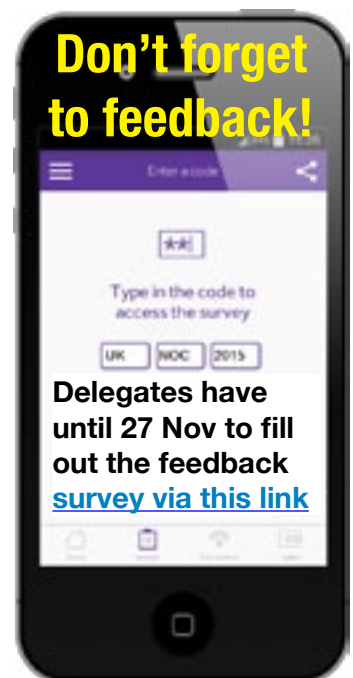 Don't forget
to feedback!
Enter a code
**
Type in the code to
access the survey
UK NOC 2015
Delegates have
until 27 Nov to fill
out the feedback
survey via this link